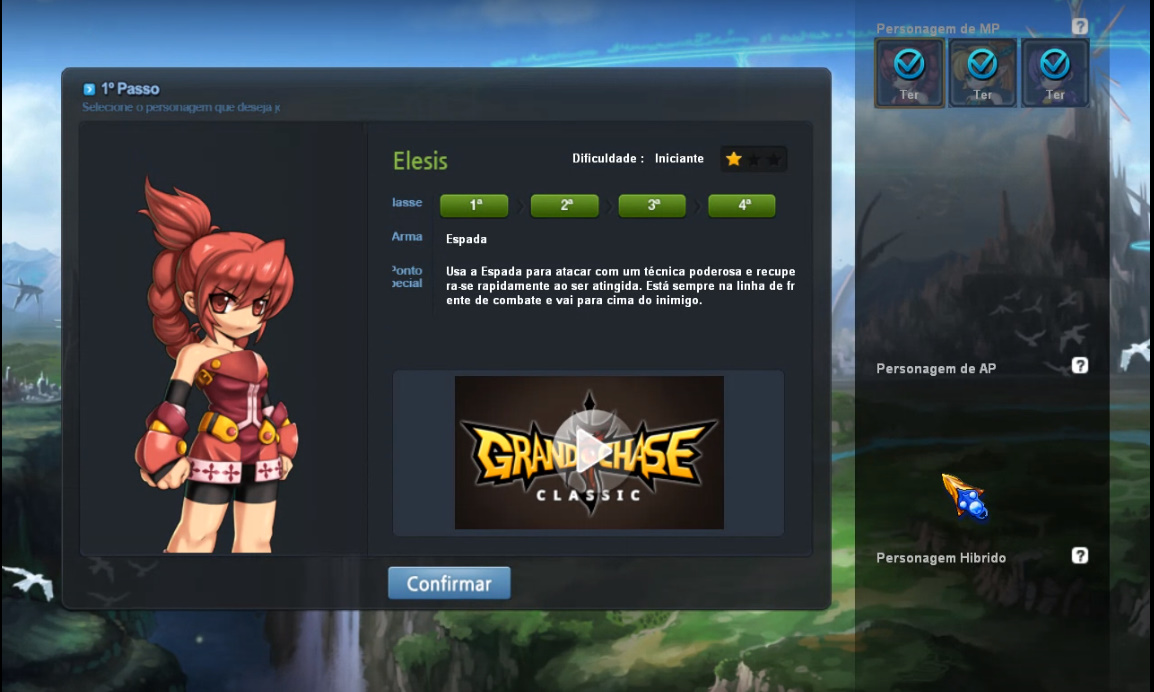 1º Passo
Selecione o personagem que deseja
Elesis
Dificuldade : Iniciante
lasse
1ª
2ª
3ª
4ª
Arma
Espada
Ponto
pecial
Usa a Espada para atacar com um técnica poderosa e recupe
ra-se rapidamente ao ser atingida. Está sempre na linha de fr
ente de combate e vai para cima do inimigo.
GRAND CHASE
CLASSIC
Confirmar
Personagem de MP
?
Ter
Ter
Ter
Personagem de AP
?
Personagem Hibrido
?